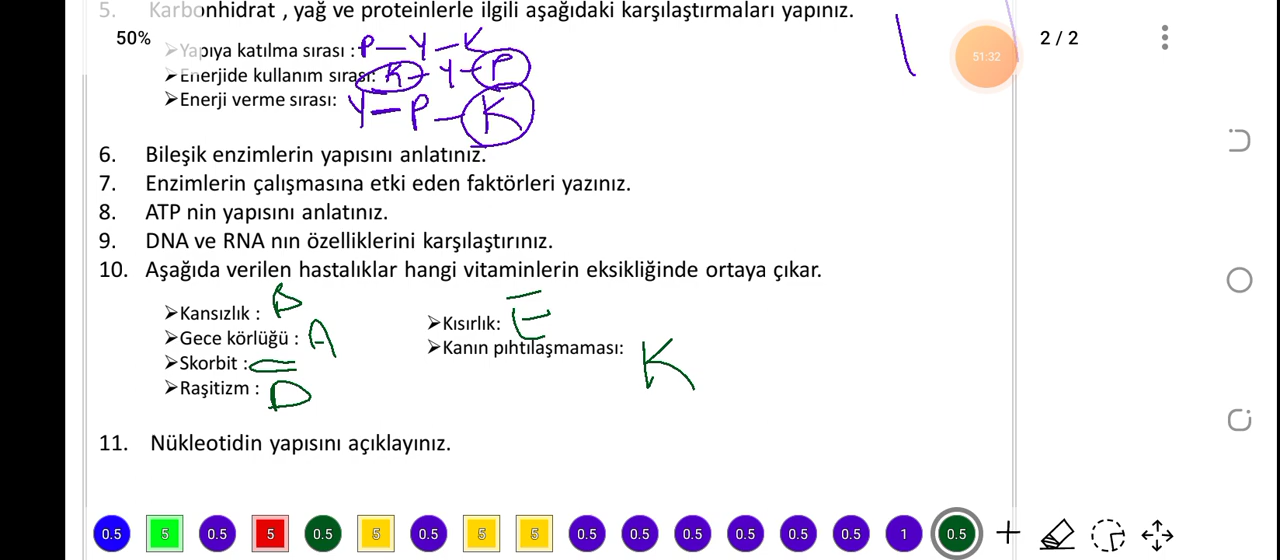 5. Karbonhidrat , yağ ve proteinlerle ilgili aşağıdaki karşılaştırmaları yapınız.
50%
2 / 2
51:32
➢Yapıya katılma sırası : P — Y — K
➢Enerjide kullanım sırası: K — Y — P
➢Enerji verme sırası: Y — P — K
6. Bileşik enzimlerin yapısını anlatınız.
7. Enzimlerin çalışmasına etki eden faktörleri yazınız.
8. ATP nin yapısını anlatınız.
9. DNA ve RNA nın özelliklerini karşılaştırınız.
10. Aşağıda verilen hastalıklar hangi vitaminlerin eksikliğinde ortaya çıkar.
➢Kansızlık : B
➢Gece körlüğü : A
➢Skorbit : C
➢Raşitizm : D
➢Kısırlık: E
➢Kanın pıhtılaşmaması: K
11. Nükleotidin yapısını açıklayınız.
0.5 5 0.5 5 0.5 5 0.5 5 5 0.5 0.5 0.5 0.5 0.5 0.5 1 0.5